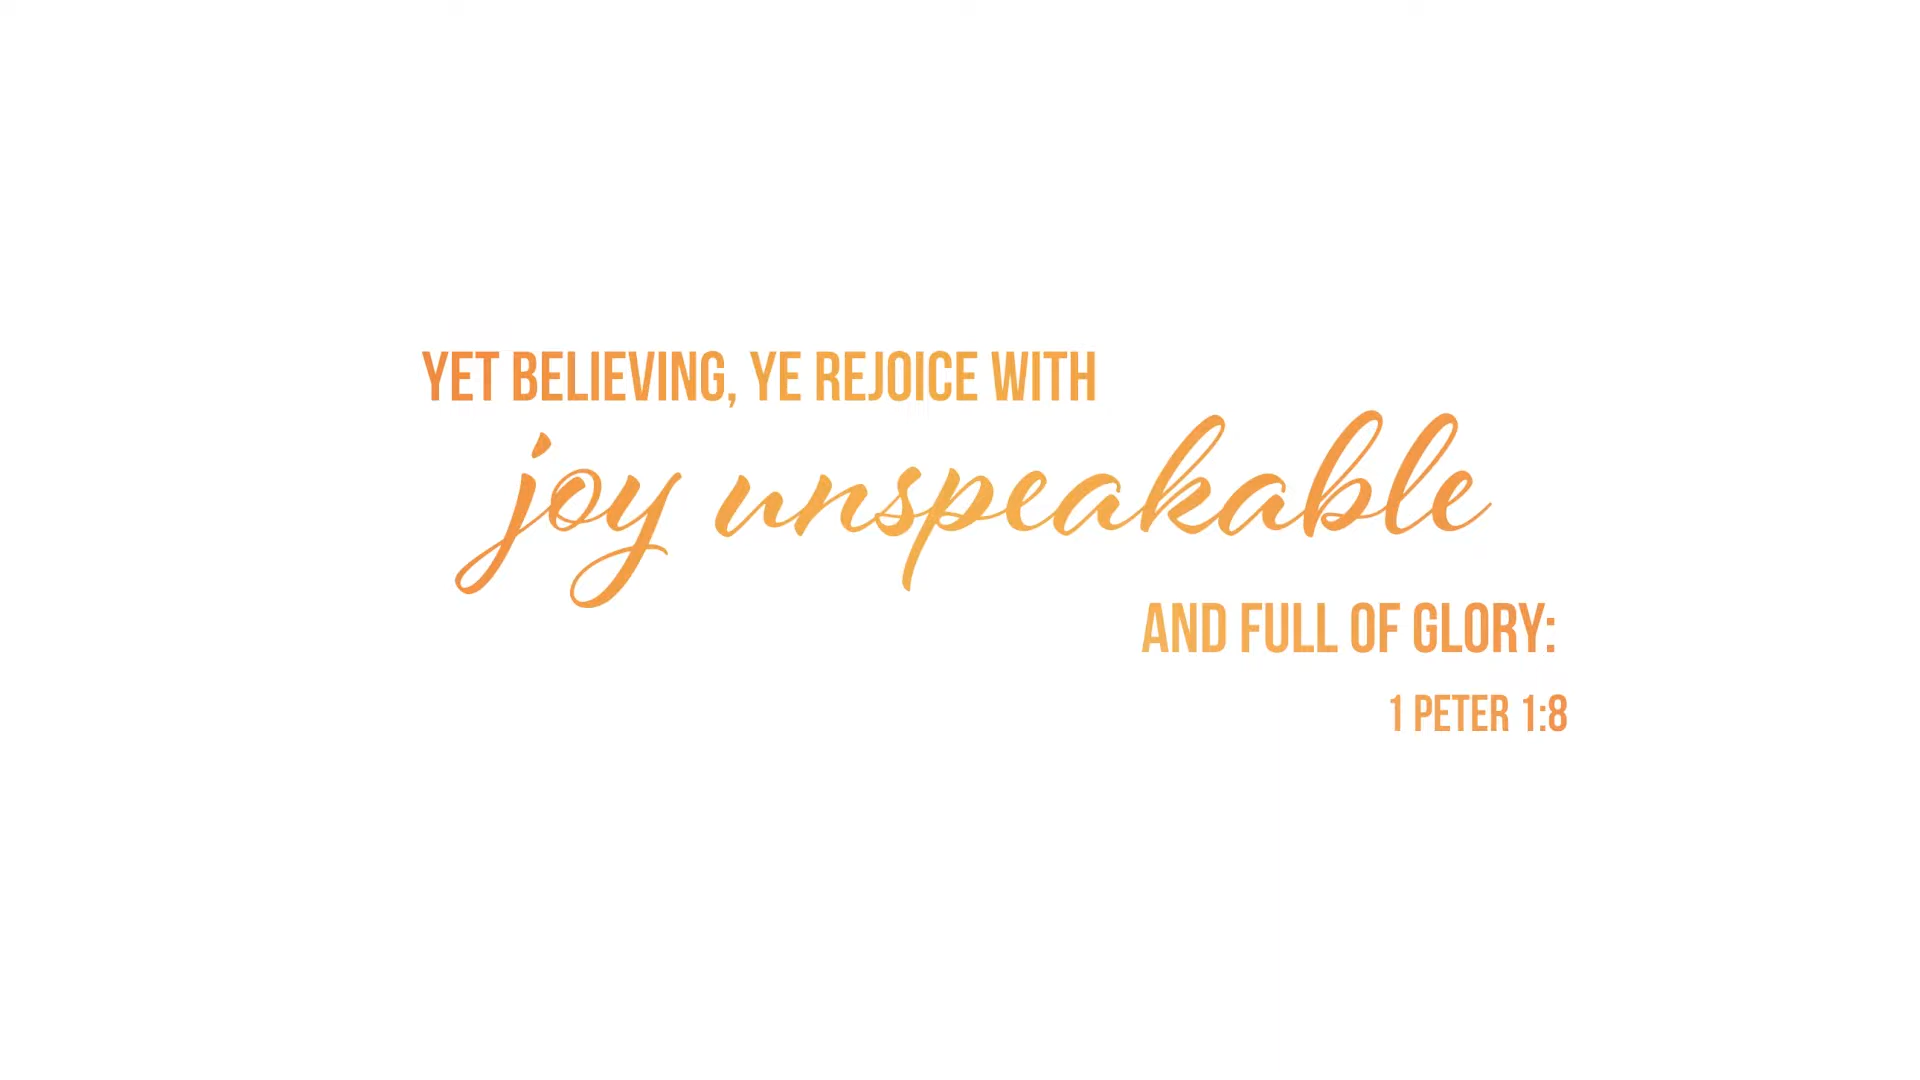 YET BELIEVING, YE REJOICE WITH
joy unspeakable
AND FULL OF GLORY:
1 PETER 1:8